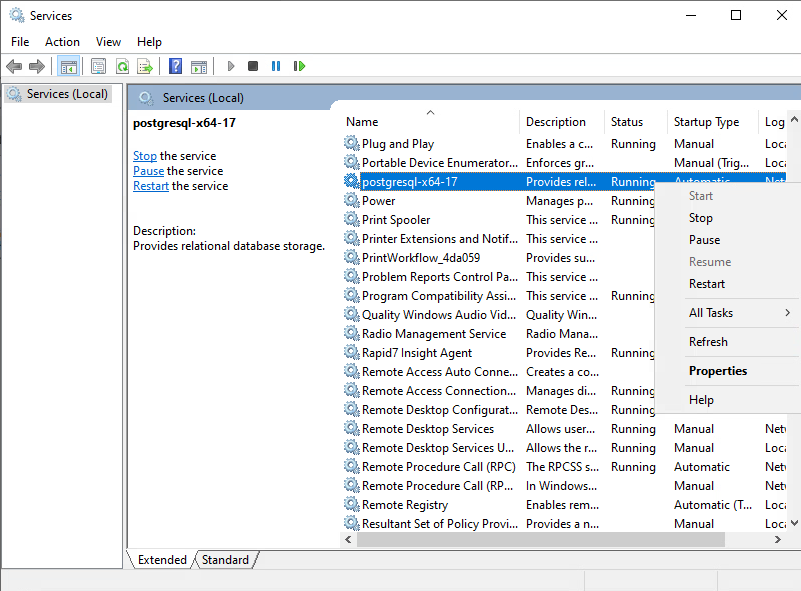 Services
File Action View Help
Services (Local)
Services (Local)
postgresql-x64-17
Stop the service
Pause the service
Restart the service
Description:
Provides relational database storage.
Name Description Status Startup Type Log
Plug and Play Enables a c... Running Manual Loca
Portable Device Enumerator... Enforces gr... Manual (Trig... Loca
postgresql-x64-17 Provides rel... Running Automatic Net
Power Manages p... Running
Print Spooler This service ... Running
Printer Extensions and Notif... This service ...
PrintWorkflow_4da059 Provides su...
Problem Reports Control Pa... This service ...
Program Compatibility Assi... This service ... Running
Quality Windows Audio Vid... Quality Win...
Radio Management Service Radio Mana...
Rapid7 Insight Agent Provides Re... Running
Remote Access Auto Conne... Creates a co...
Remote Access Connection... Manages di... Running
Remote Desktop Configurat... Remote Des... Running
Remote Desktop Services Allows user... Running Manual Net
Remote Desktop Services U... Allows the r... Running Manual Loca
Remote Procedure Call (RPC) The RPCSS s... Running Automatic Net
Remote Procedure Call (RP... In Windows... Manual Net
Remote Registry Enables rem... Automatic (T... Loca
Resultant Set of Policy Provi... Provides a n... Manual Loca
Start
Stop
Pause
Resume
Restart
All Tasks
Refresh
Properties
Help
Extended Standard